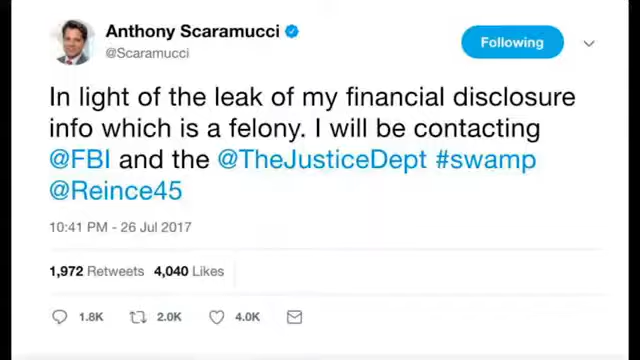 Anthony Scaramucci
@Scaramucci
Following
In light of the leak of my financial disclosure
info which is a felony. I will be contacting
@FBI and the @TheJusticeDept #swamp
@Reince45
10:41 PM - 26 Jul 2017
1,972 Retweets 4,040 Likes
1.8K 2.0K 4.0K